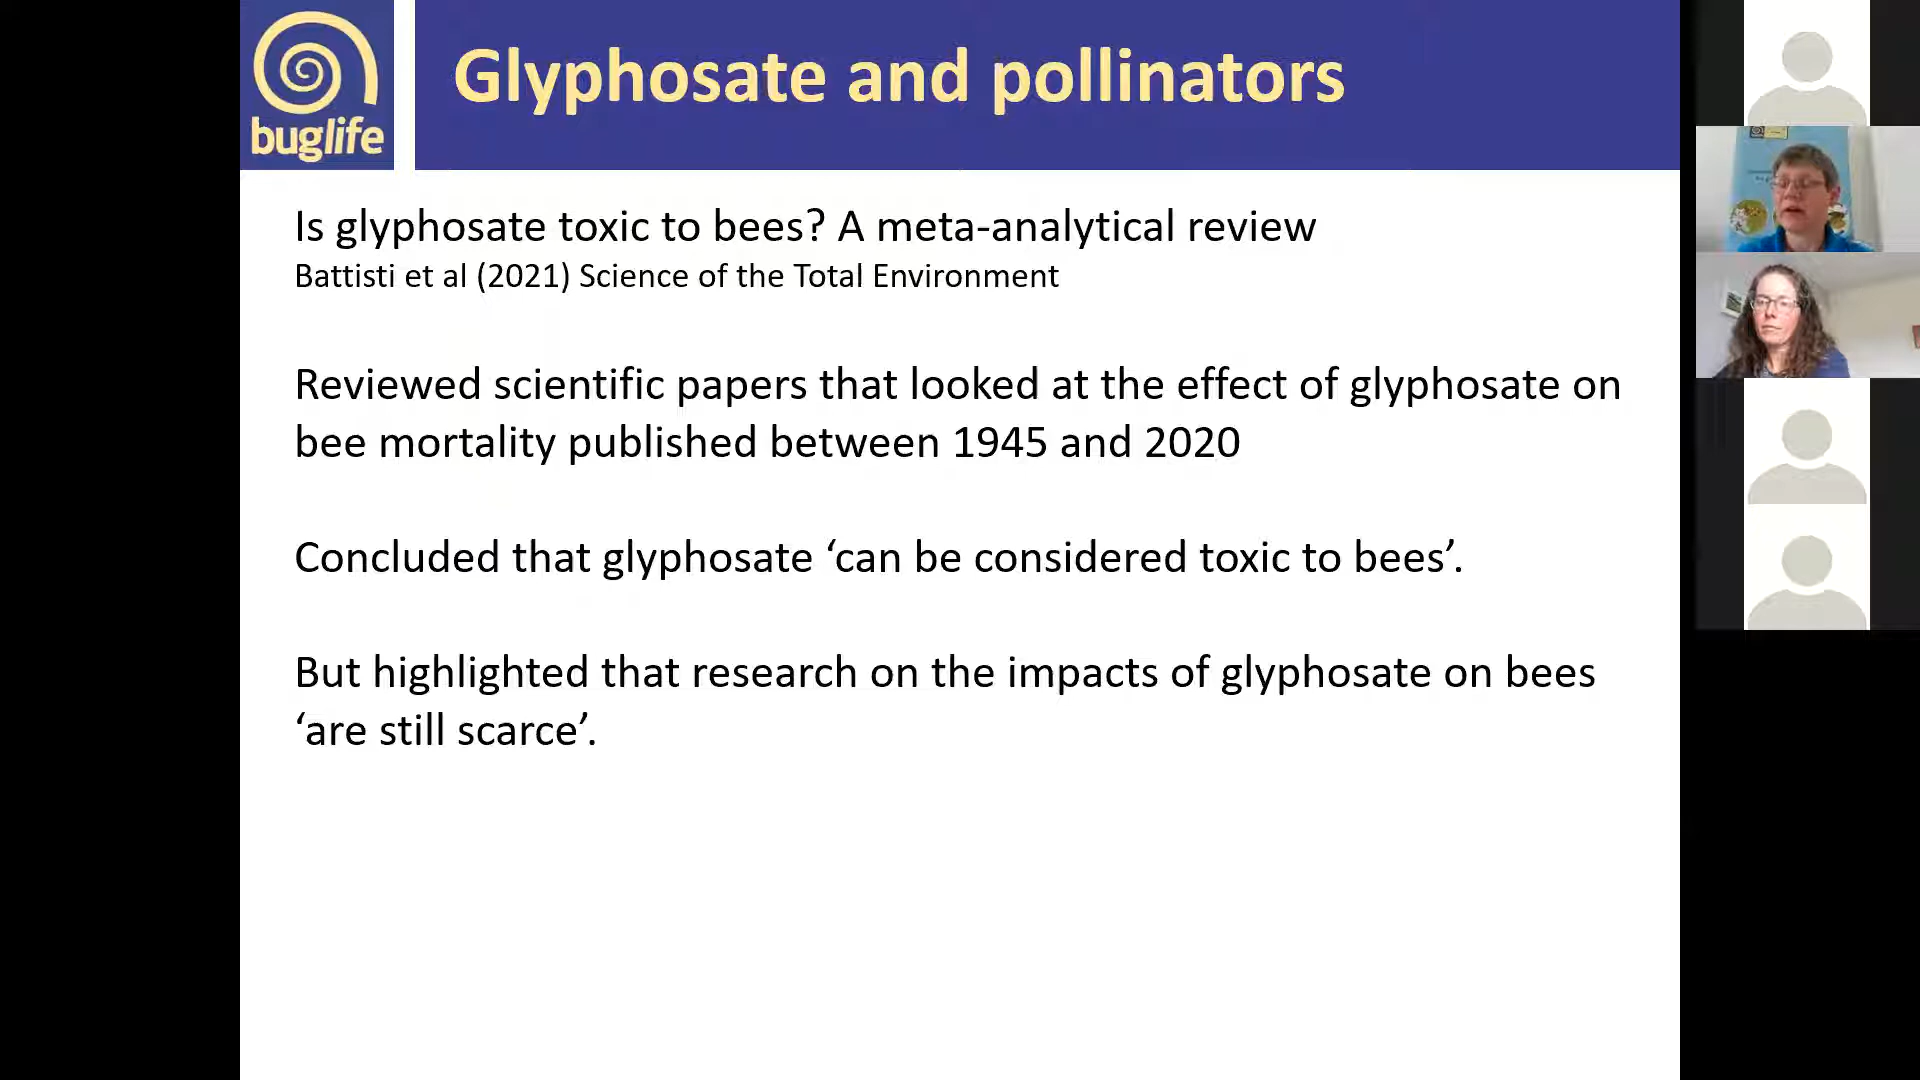 buglife
Glyphosate and pollinators
Is glyphosate toxic to bees? A meta-analytical review
Battisti et al (2021) Science of the Total Environment
Reviewed scientific papers that looked at the effect of glyphosate on
bee mortality published between 1945 and 2020
Concluded that glyphosate ‘can be considered toxic to bees’.
But highlighted that research on the impacts of glyphosate on bees
‘are still scarce’.